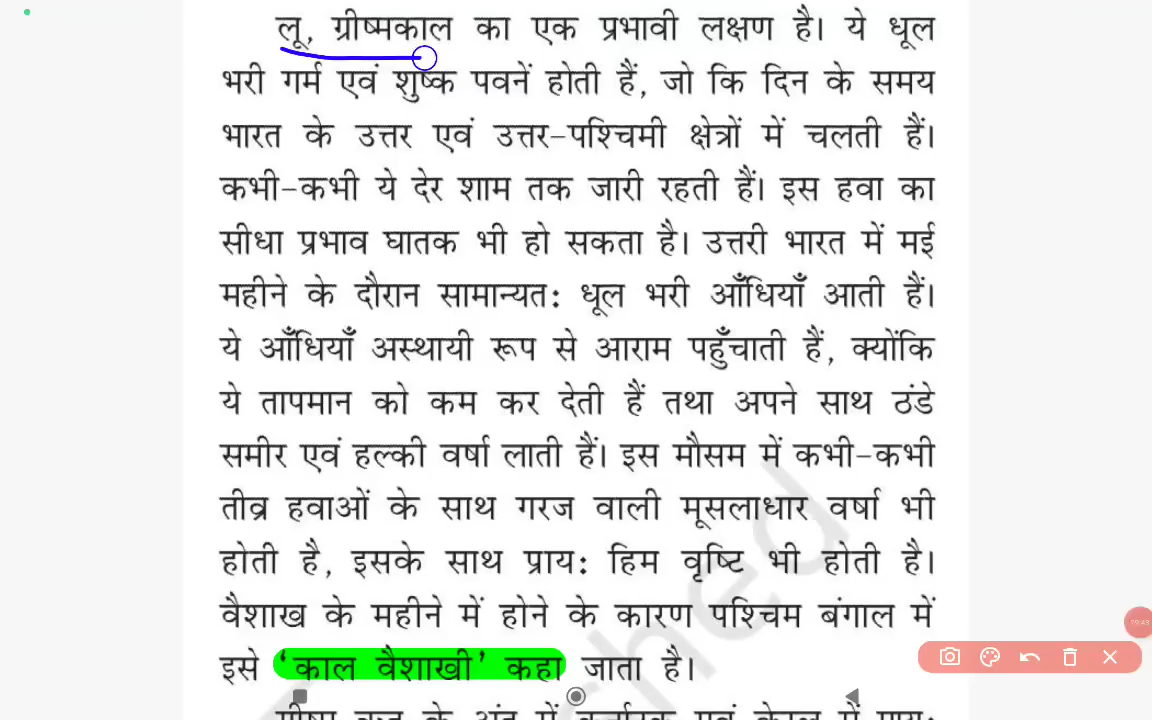 लू, ग्रीष्मकाल का एक प्रभावी लक्षण है। ये धूल
भरी गर्म एवं शुष्क पवनें होती हैं, जो कि दिन के समय
भारत के उत्तर एवं उत्तर-पश्चिमी क्षेत्रों में चलती हैं।
कभी-कभी ये देर शाम तक जारी रहती हैं। इस हवा का
सीधा प्रभाव घातक भी हो सकता है। उत्तरी भारत में मई
महीने के दौरान सामान्यत: धूल भरी आँधियाँ आती हैं।
ये आँधियाँ अस्थायी रूप से आराम पहुँचाती हैं, क्योंकि
ये तापमान को कम कर देती हैं तथा अपने साथ ठंडे
समीर एवं हल्की वर्षा लाती हैं। इस मौसम में कभी-कभी
तीव्र हवाओं के साथ गरज वाली मूसलाधार वर्षा भी
होती है, इसके साथ प्राय: हिम वृष्टि भी होती है।
वैशाख के महीने में होने के कारण पश्चिम बंगाल में
इसे ‘काल वैशाखी’ कहा जाता है।